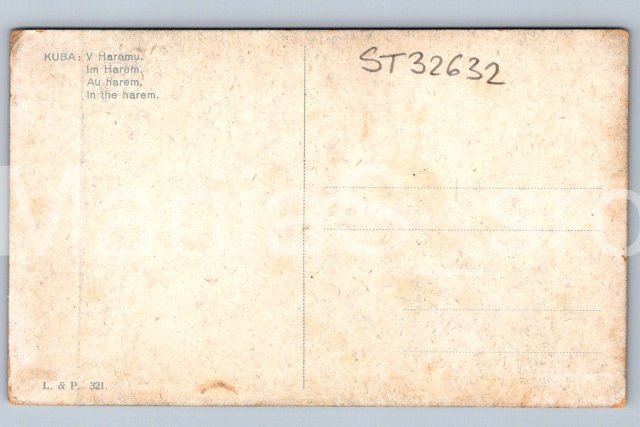 KUBA: V Haremu.
Im Harem.
Au harem.
In the harem.
ST32632
L. & P. 321.